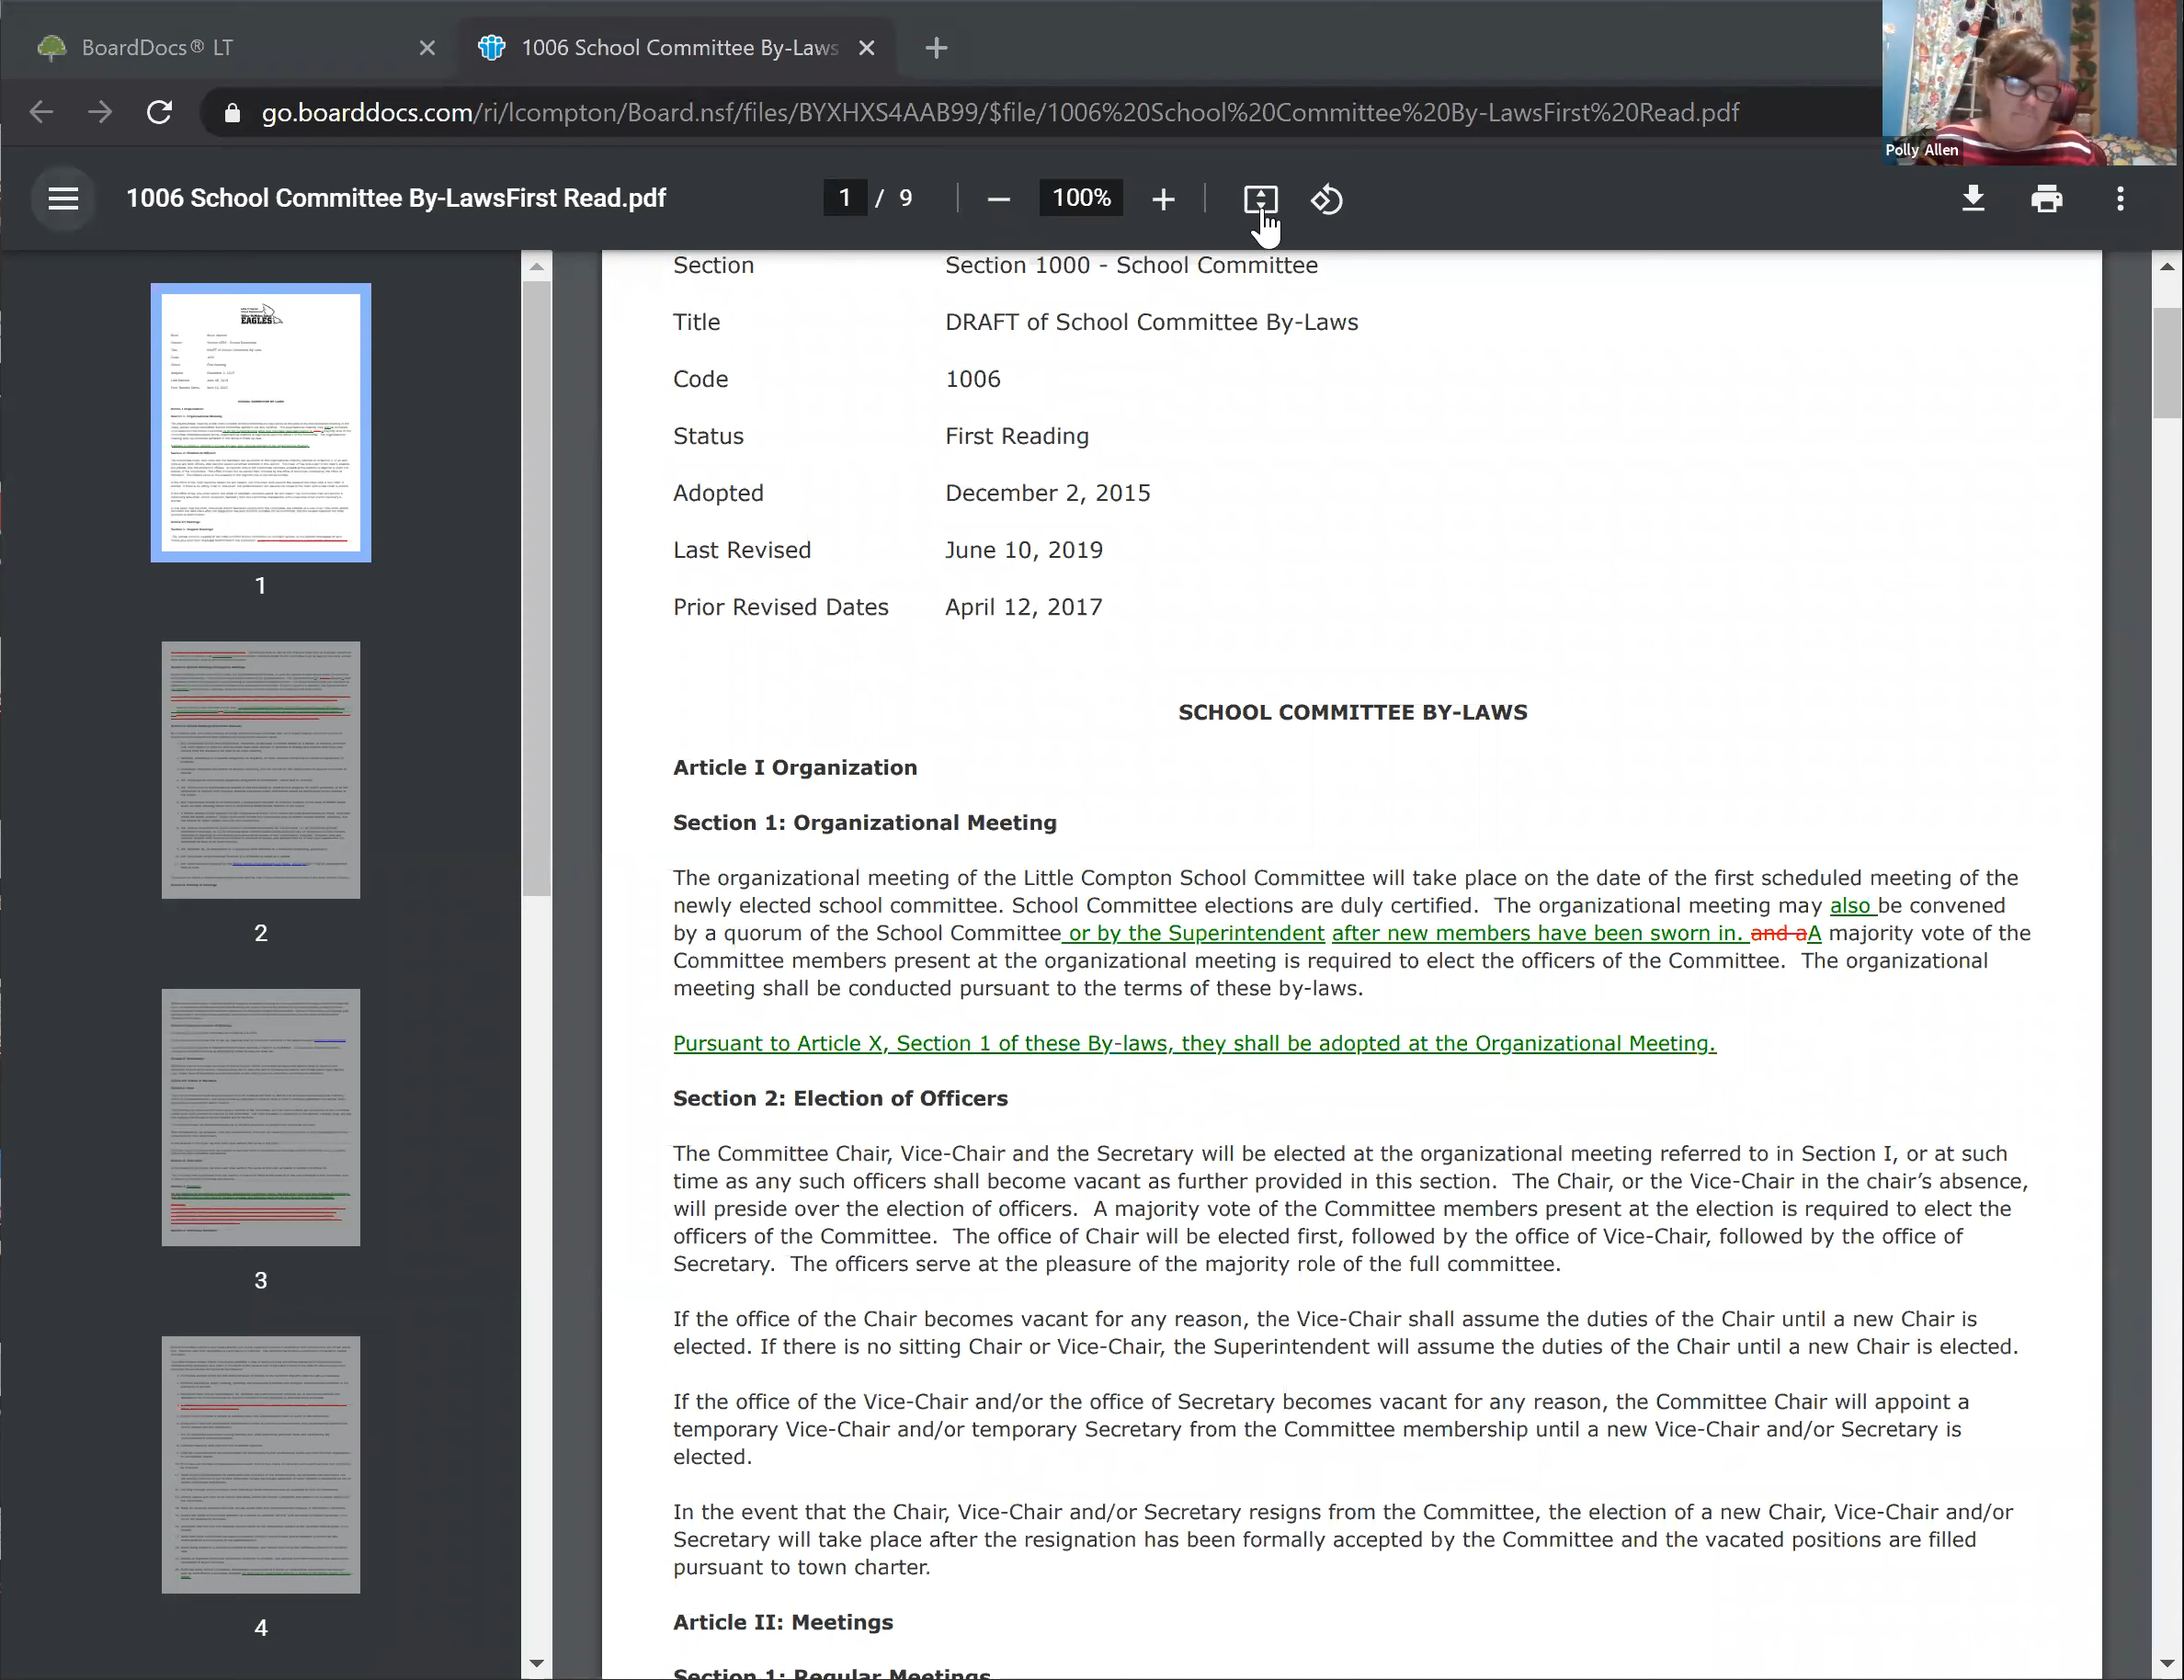 BoardDocs® LT
1006 School Committee By-Laws
go.boarddocs.com/ri/lcompton/Board.nsf/files/BYXHXS4AAB99/$file/1006%20School%20Committee%20By-LawsFirst%20Read.pdf
Polly Allen
1006 School Committee By-LawsFirst Read.pdf
1 / 9
100%
EAGLES
1
2
3
4
Section Section 1000 - School Committee
Title DRAFT of School Committee By-Laws
Code 1006
Status First Reading
Adopted December 2, 2015
Last Revised June 10, 2019
Prior Revised Dates April 12, 2017
SCHOOL COMMITTEE BY-LAWS
Article I Organization
Section 1: Organizational Meeting
The organizational meeting of the Little Compton School Committee will take place on the date of the first scheduled meeting of the
newly elected school committee. School Committee elections are duly certified.  The organizational meeting may also be convened
by a quorum of the School Committee or by the Superintendent after new members have been sworn in. and aA majority vote of the
Committee members present at the organizational meeting is required to elect the officers of the Committee.  The organizational
meeting shall be conducted pursuant to the terms of these by-laws.
Pursuant to Article X, Section 1 of these By-laws, they shall be adopted at the Organizational Meeting.
Section 2: Election of Officers
The Committee Chair, Vice-Chair and the Secretary will be elected at the organizational meeting referred to in Section I, or at such
time as any such officers shall become vacant as further provided in this section.  The Chair, or the Vice-Chair in the chair’s absence,
will preside over the election of officers.  A majority vote of the Committee members present at the election is required to elect the
officers of the Committee.  The office of Chair will be elected first, followed by the office of Vice-Chair, followed by the office of
Secretary.  The officers serve at the pleasure of the majority role of the full committee.
If the office of the Chair becomes vacant for any reason, the Vice-Chair shall assume the duties of the Chair until a new Chair is
elected. If there is no sitting Chair or Vice-Chair, the Superintendent will assume the duties of the Chair until a new Chair is elected.
If the office of the Vice-Chair and/or the office of Secretary becomes vacant for any reason, the Committee Chair will appoint a
temporary Vice-Chair and/or temporary Secretary from the Committee membership until a new Vice-Chair and/or Secretary is
elected.
In the event that the Chair, Vice-Chair and/or Secretary resigns from the Committee, the election of a new Chair, Vice-Chair and/or
Secretary will take place after the resignation has been formally accepted by the Committee and the vacated positions are filled
pursuant to town charter.
Article II: Meetings
Section 1: Regular Meetings